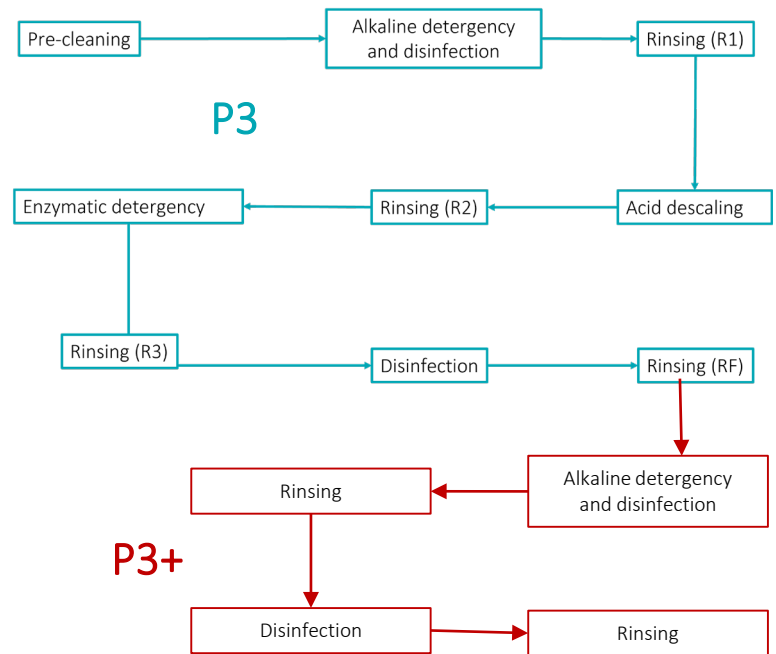 Pre-cleaning
Alkaline detergency
and disinfection
Rinsing (R1)
P3
Enzymatic detergency
Rinsing (R2)
Acid descaling
Rinsing (R3)
Disinfection
Rinsing (RF)
Rinsing
Alkaline detergency
and disinfection
P3+
Disinfection
Rinsing